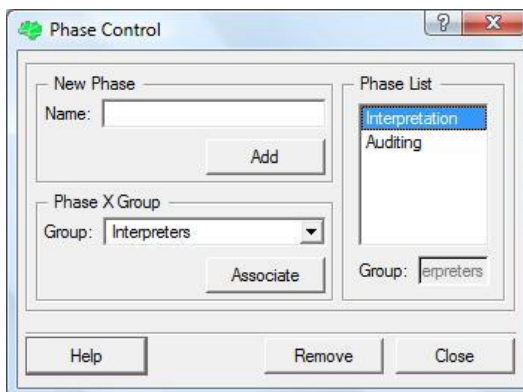 Phase Control
New Phase
Name:
Add
Phase X Group
Group: Interpreters
Associate
Phase List
Interpretation
Auditing
Group: erpreters
Help Remove Close